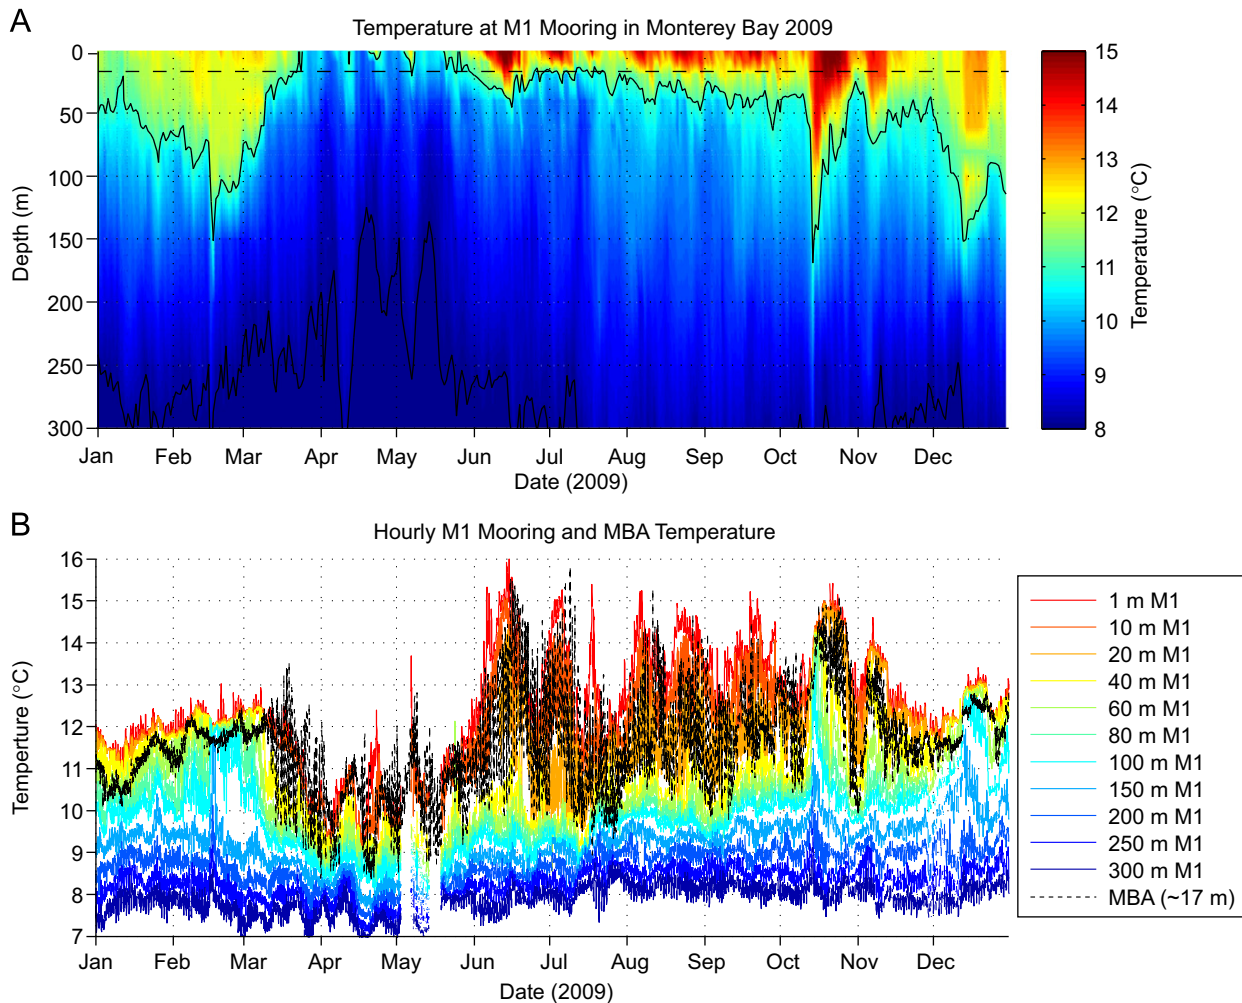 A
Temperature at M1 Mooring in Monterey Bay 2009
0
50
100
150
200
250
300
Depth (m)
Jan Feb Mar Apr May Jun Jul Aug Sep Oct Nov Dec
Date (2009)
15
14
13
12
11
10
9
8
Temperature (°C)
B
Hourly M1 Mooring and MBA Temperature
16
15
14
13
12
11
10
9
8
7
Temperture (°C)
Jan Feb Mar Apr May Jun Jul Aug Sep Oct Nov Dec
Date (2009)
1 m M1
10 m M1
20 m M1
40 m M1
60 m M1
80 m M1
100 m M1
150 m M1
200 m M1
250 m M1
300 m M1
MBA (~17 m)